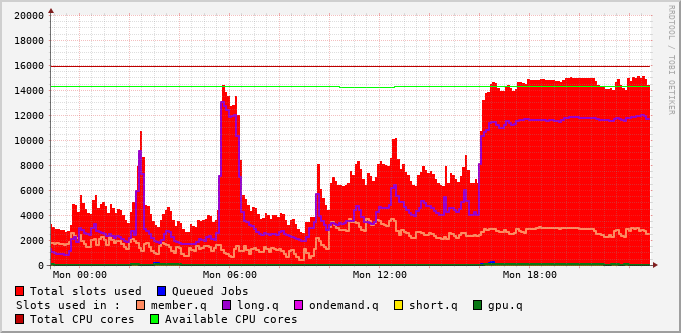 20000
18000
16000
14000
12000
10000
8000
6000
4000
2000
0
Mon 00:00 Mon 06:00 Mon 12:00 Mon 18:00
RRDTOOL / TOBI OETIKER
Total slots used Queued Jobs
Slots used in : member.q long.q ondemand.q short.q gpu.q
Total CPU cores Available CPU cores